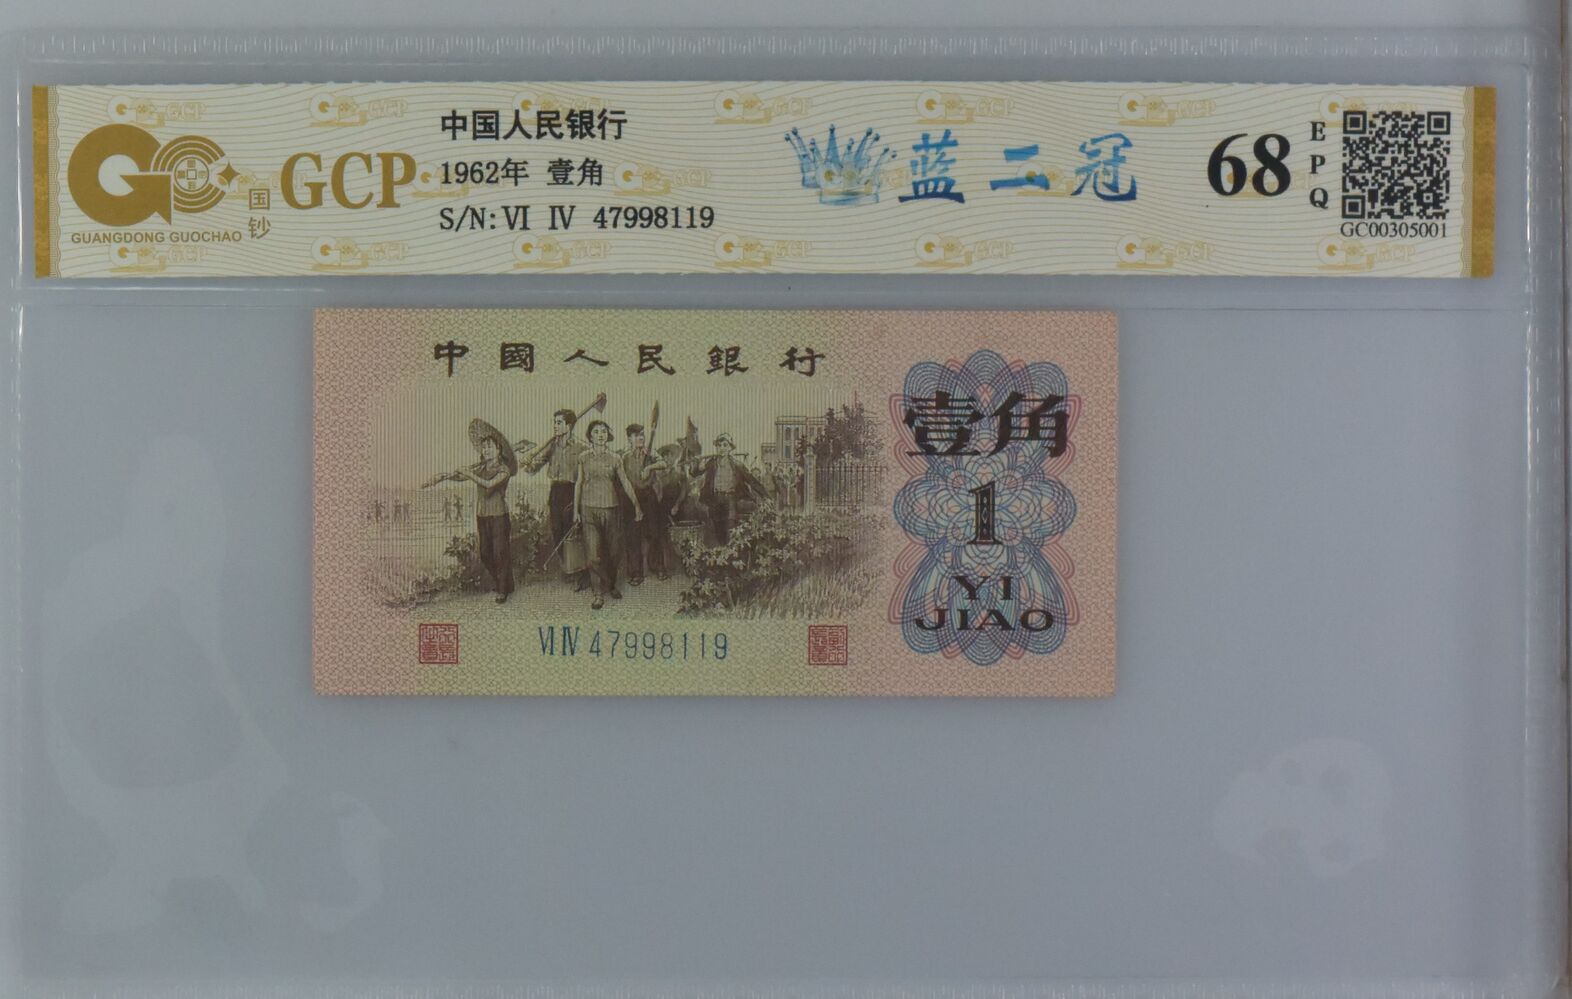 GCP
GUANGDONG GUOCHAO
国钞
中国人民银行
1962年 壹角
S/N: Ⅵ Ⅳ 47998119
蓝二冠
68
EPQ
GC00305001
中國人民銀行
壹角
1
YI
JIAO
ⅥⅣ 47998119